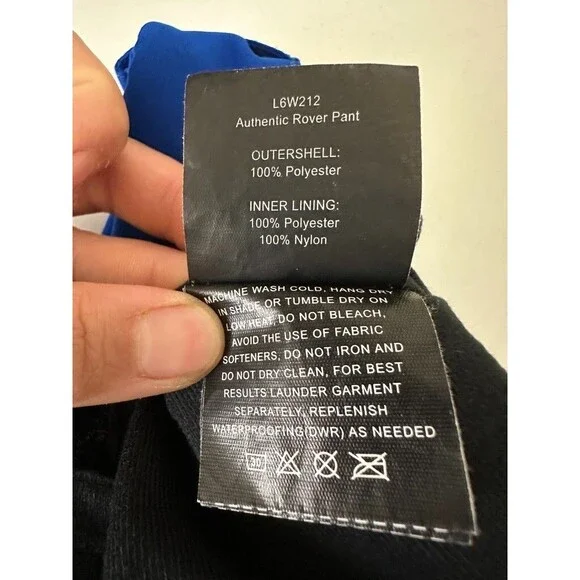 L6W212
Authentic Rover Pant
OUTERSHELL:
100% Polyester
INNER LINING:
100% Polyester
100% Nylon
MACHINE WASH COLD, HANG DRY
IN SHADE OR TUMBLE DRY ON
LOW HEAT, DO NOT BLEACH,
AVOID THE USE OF FABRIC
SOFTENERS, DO NOT IRON AND
DO NOT DRY CLEAN, FOR BEST
RESULTS LAUNDER GARMENT
SEPARATELY, REPLENISH
WATERPROOFING(DWR) AS NEEDED
30